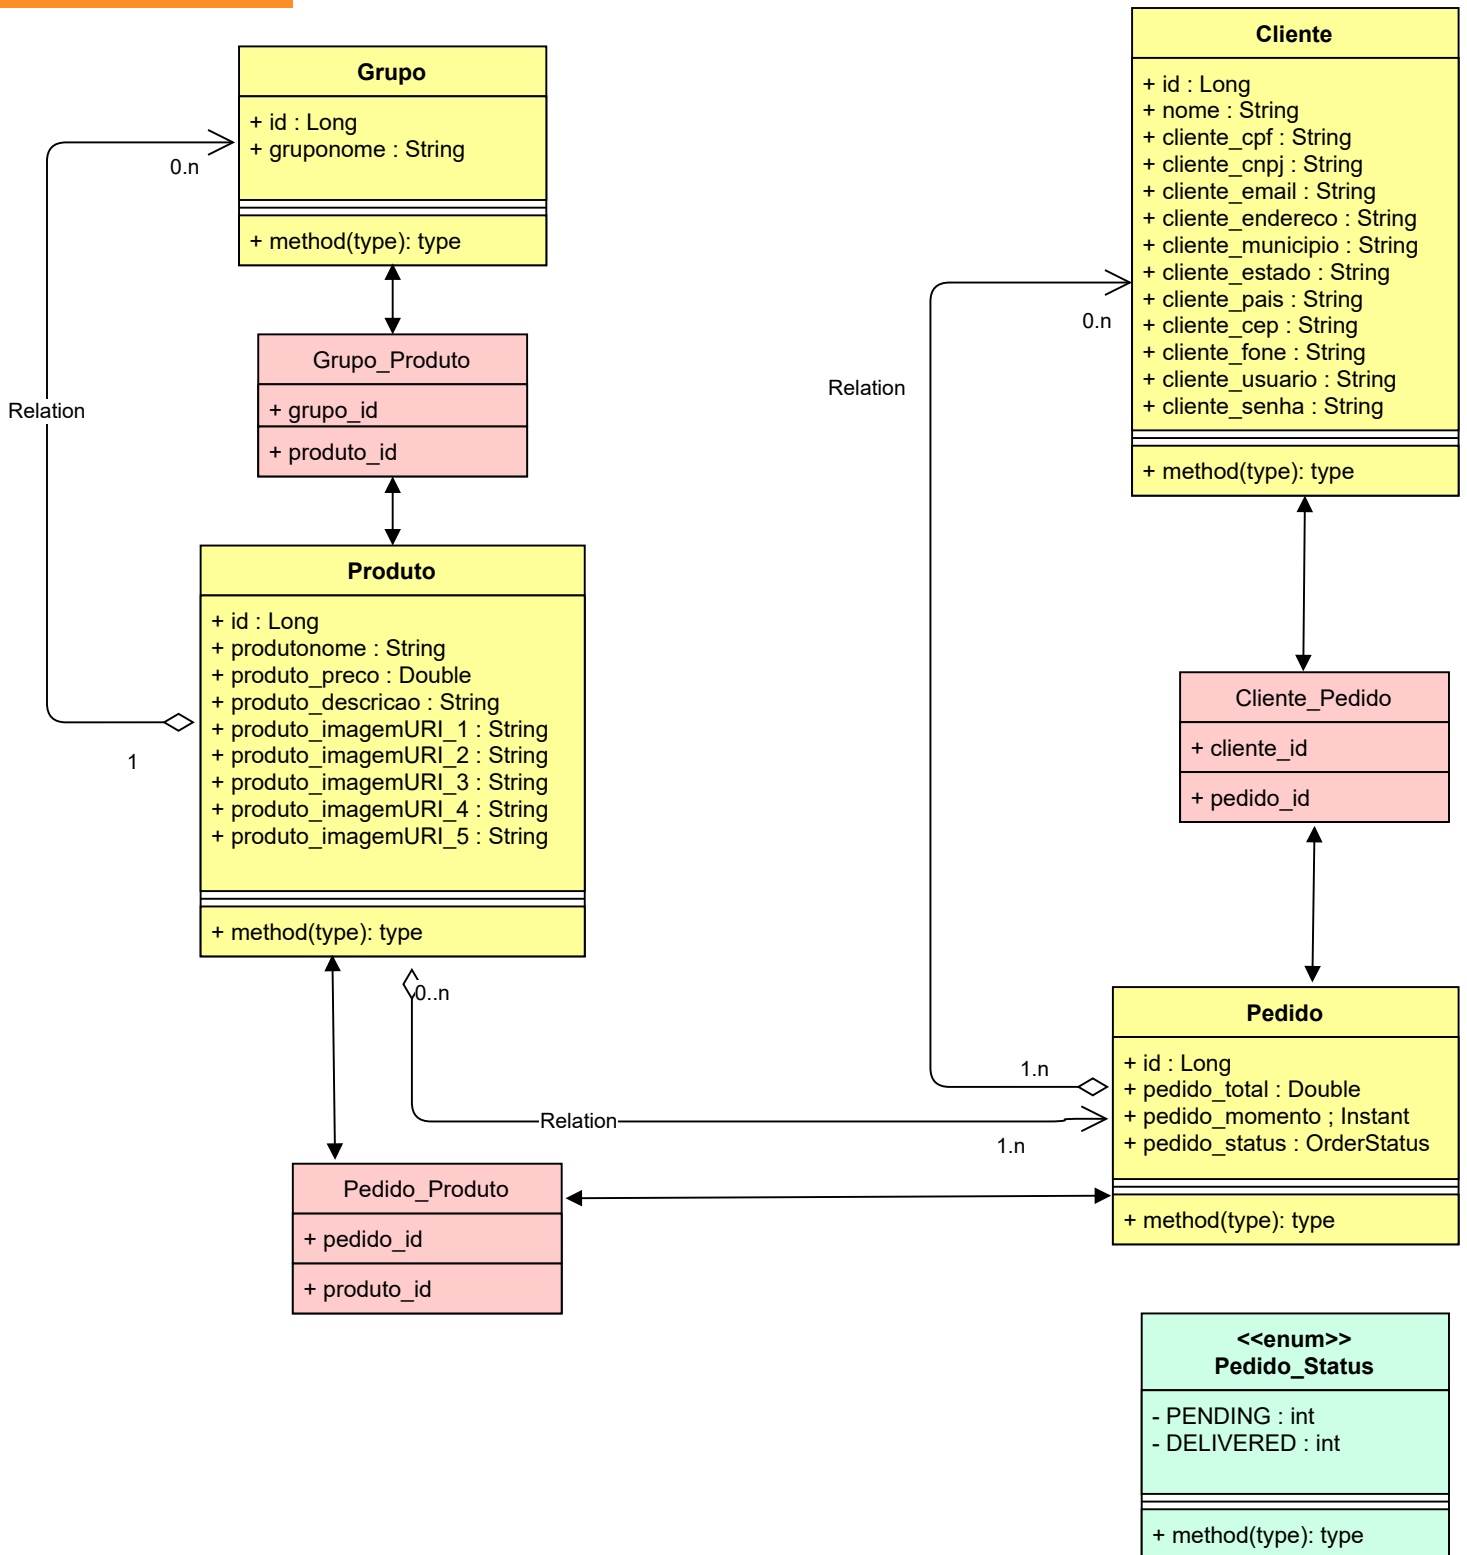 Grupo
+ id : Long
+ gruponome : String
+ method(type): type
0.n
Relation
1
Grupo_Produto
+ grupo_id
+ produto_id
Produto
+ id : Long
+ produtonome : String
+ produto_preco : Double
+ produto_descricao : String
+ produto_imagemURI_1 : String
+ produto_imagemURI_2 : String
+ produto_imagemURI_3 : String
+ produto_imagemURI_4 : String
+ produto_imagemURI_5 : String
+ method(type): type
0..n
Relation
1.n
Pedido_Produto
+ pedido_id
+ produto_id
Cliente
+ id : Long
+ nome : String
+ cliente_cpf : String
+ cliente_cnpj : String
+ cliente_email : String
+ cliente_endereco : String
+ cliente_municipio : String
+ cliente_estado : String
+ cliente_pais : String
+ cliente_cep : String
+ cliente_fone : String
+ cliente_usuario : String
+ cliente_senha : String
+ method(type): type
0.n
Relation
1.n
Cliente_Pedido
+ cliente_id
+ pedido_id
Pedido
+ id : Long
+ pedido_total : Double
+ pedido_momento ; Instant
+ pedido_status : OrderStatus
+ method(type): type
<<enum>>
Pedido_Status
- PENDING : int
- DELIVERED : int
+ method(type): type